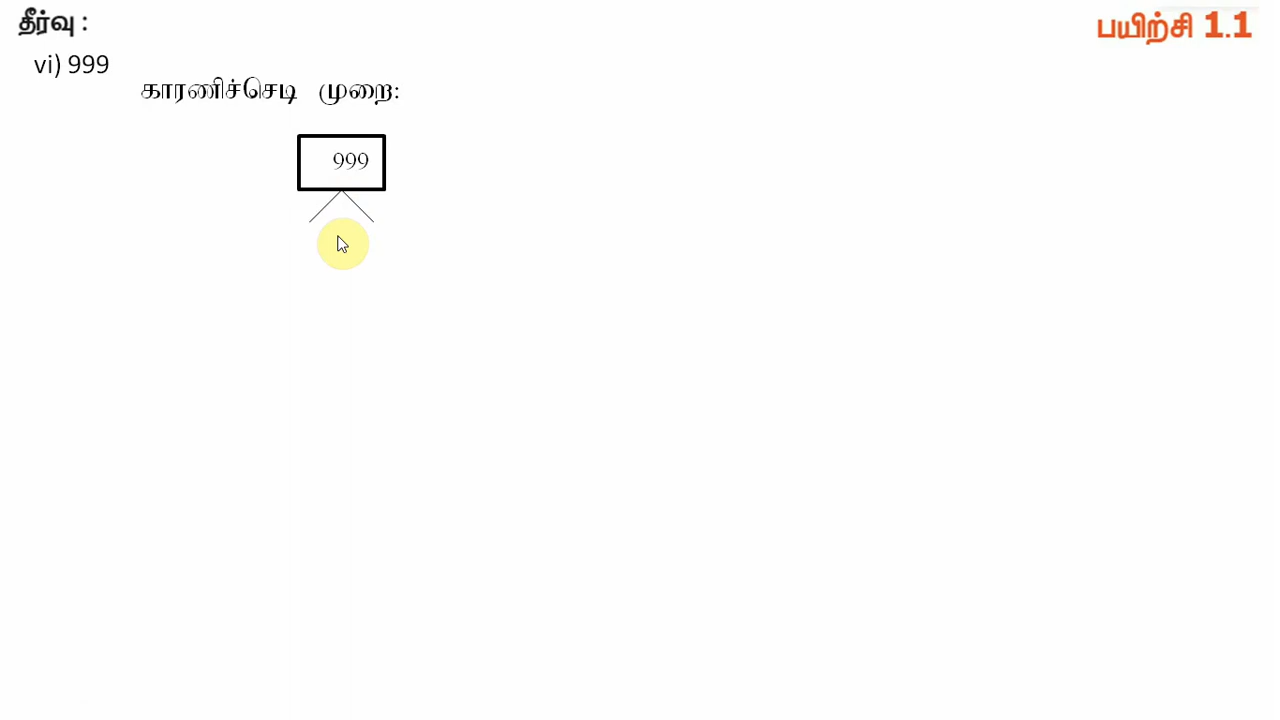 தீர்வு :
பயிற்சி 1.1
vi) 999
காரணிச்செடி முறை:
999